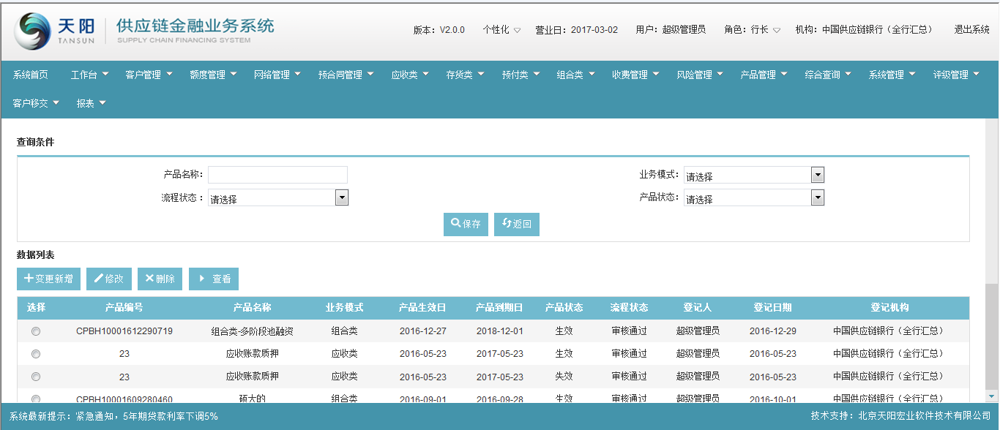 天阳 TANSUN 供应链金融业务系统 SUPPLY CHAIN FINANCING SYSTEM
版本：V2.0.0 个性化 营业日：2017-03-02 用户：超级管理员 角色：行长 机构：中国供应链银行（全行汇总） 退出系统
系统首页 工作台 客户管理 额度管理 网络管理 预合同管理 应收类 存货类 预付类 组合类 收费管理 风险管理 产品管理 综合查询 系统管理 评级管理
客户移交 报表
查询条件
产品名称： 业务模式： 请选择
流程状态： 请选择 产品状态： 请选择
保存 返回
数据列表
变更新增 修改 删除 查看
选择 产品编号 产品名称 业务模式 产品生效日 产品到期日 产品状态 流程状态 登记人 登记日期 登记机构
CPBH10001612290719 组合类-多阶段池融资 组合类 2016-12-27 2018-12-01 生效 审核通过 超级管理员 2016-12-29 中国供应链银行（全行汇总）
23 应收账款质押 应收类 2016-05-23 2017-05-23 生效 审核通过 超级管理员 2016-05-23 中国供应链银行（全行汇总）
23 应收账款质押 应收类 2016-05-23 2017-05-23 失效 审核通过 超级管理员 2016-05-23 中国供应链银行（全行汇总）
CPBH10001609280460 硕大的 组合类 2016-09-01 2016-09-28 生效 审核通过 超级管理员 2016-10-01 中国供应链银行（全行汇总）
系统最新提示：紧急通知，5年期贷款利率下调5% 技术支持：北京天阳宏业软件技术有限公司